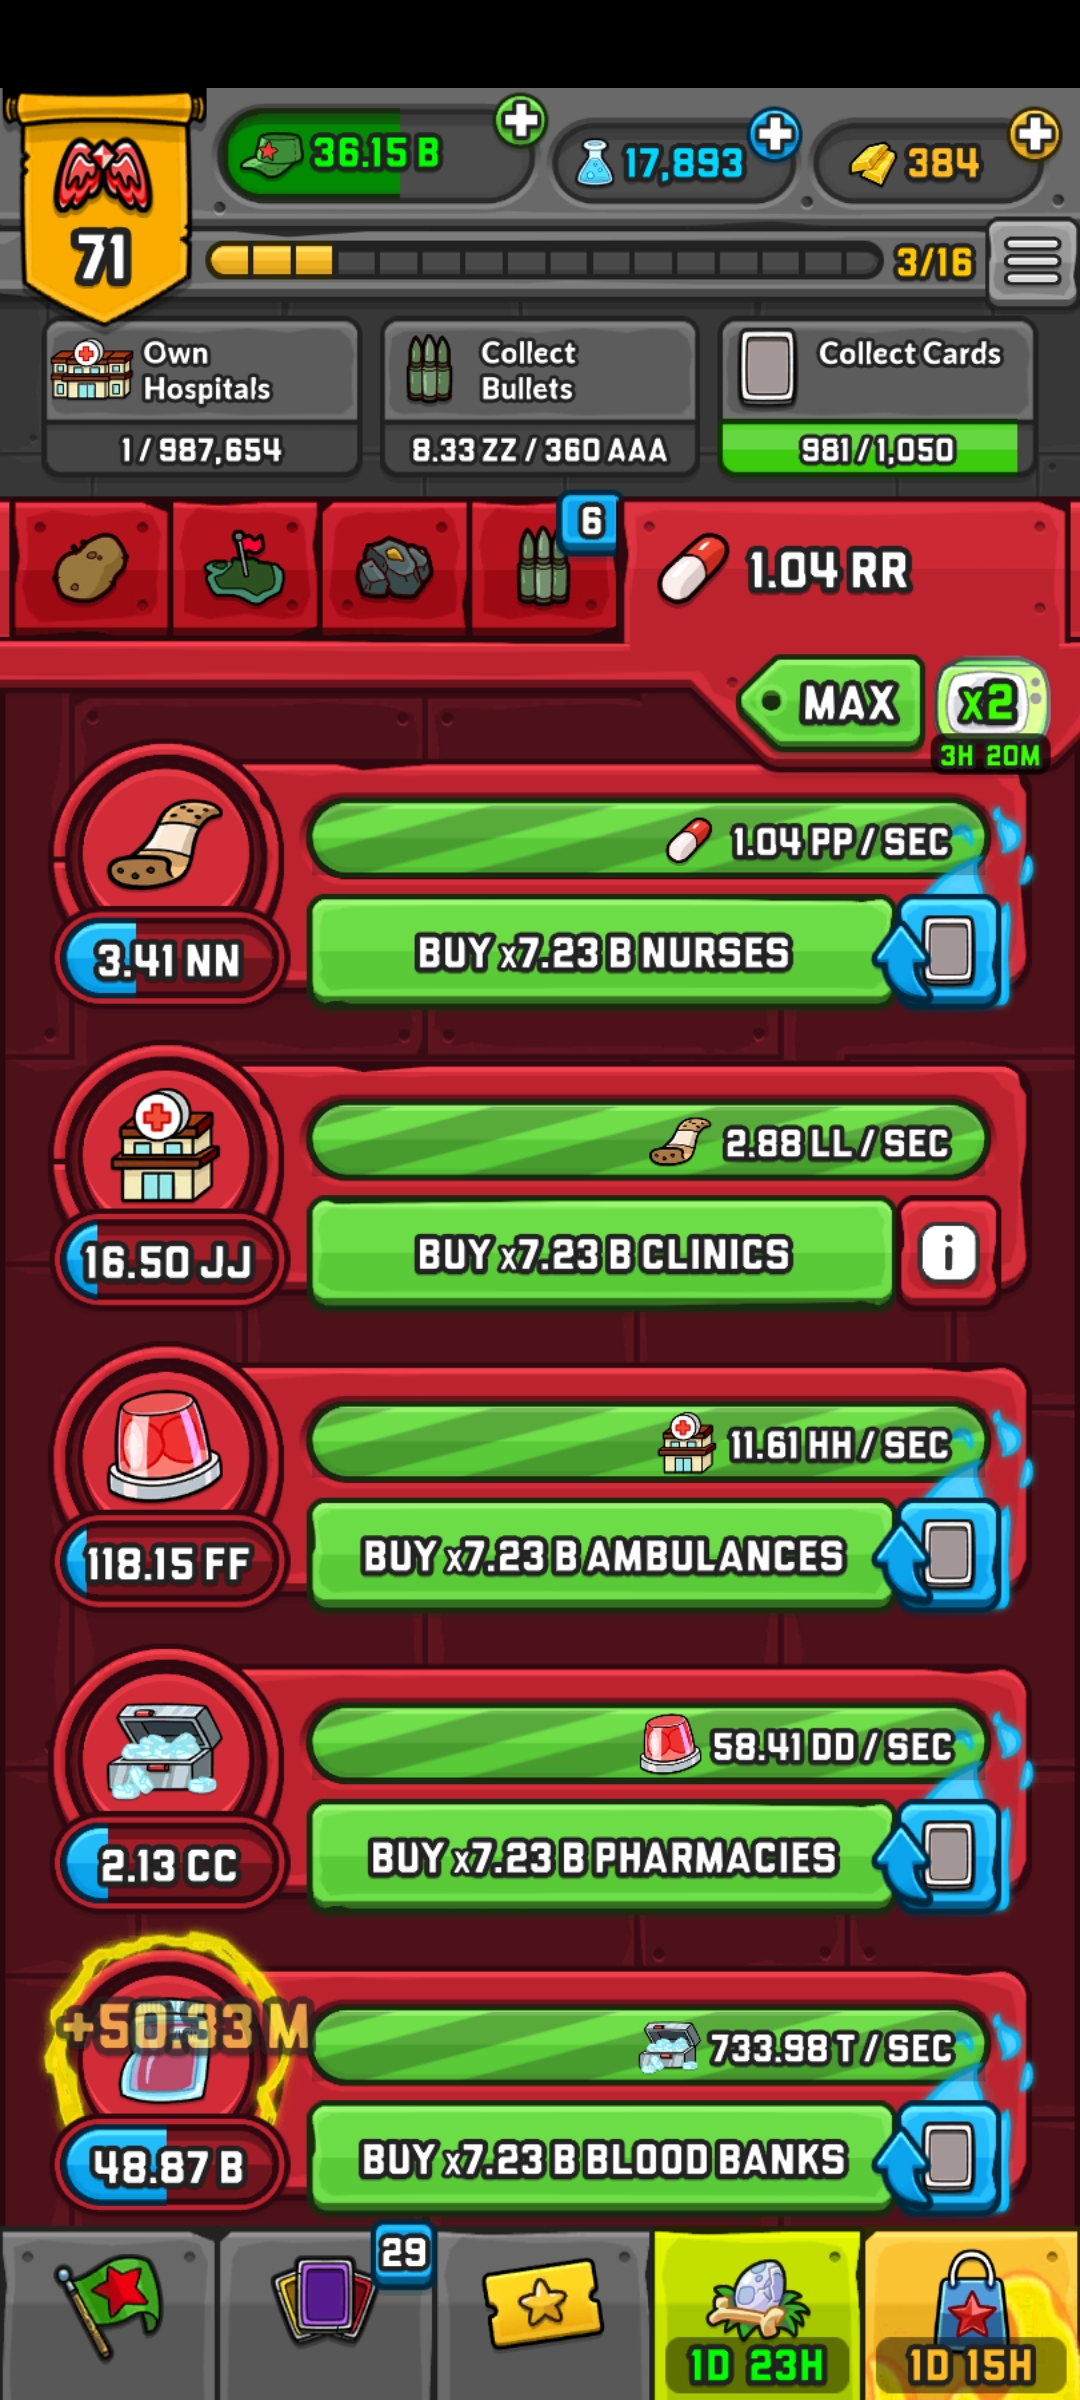 36.15 B
17,893
384
71
3/16
Own
Hospitals
1 / 987,654
Collect
Bullets
8.33 ZZ / 360 AAA
Collect Cards
981 / 1,050
6
1.04 RR
MAX
x2
3H 20M
1.04 PP / SEC
3.41 NN
BUY x7.23 B NURSES
2.88 LL / SEC
16.50 JJ
BUY x7.23 B CLINICS
i
11.61 HH / SEC
118.15 FF
BUY x7.23 B AMBULANCES
58.41 DD / SEC
2.13 CC
BUY x7.23 B PHARMACIES
+50.33 M
733.98 T / SEC
48.87 B
BUY x7.23 B BLOOD BANKS
29
1D 23H
1D 15H